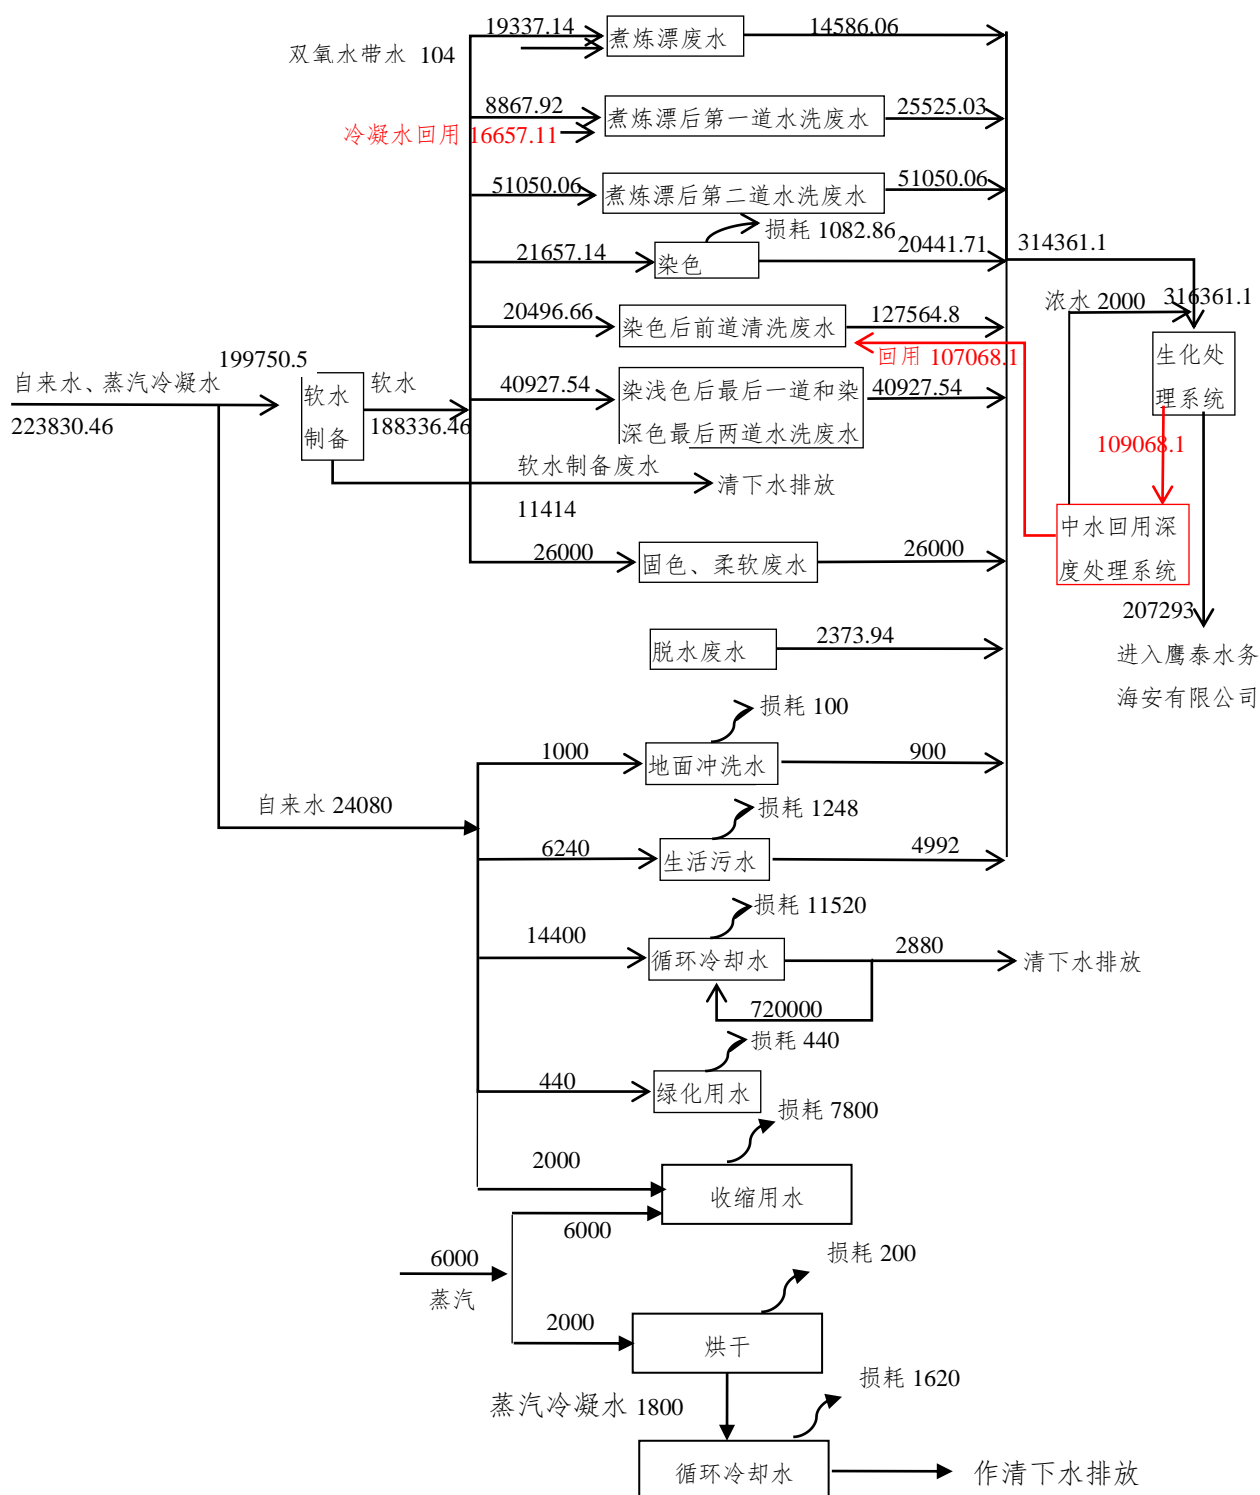 19337.14
煮炼漂废水
14586.06
双氧水带水 104
8867.92
煮炼漂后第一道水洗废水
25525.03
冷凝水回用 16657.11
51050.06
煮炼漂后第二道水洗废水
51050.06
损耗 1082.86
21657.14
染色
20441.71
314361.1
浓水 2000
316361.1
20496.66
染色后前道清洗废水
127564.8
回用 107068.1
生化处
理系统
199750.5
自来水、蒸汽冷凝水
223830.46
软水
制备
软水
188336.46
40927.54
染浅色后最后一道和染
深色最后两道水洗废水
40927.54
109068.1
软水制备废水
清下水排放
11414
中水回用深
度处理系统
26000
固色、柔软废水
26000
207293
进入鹰泰水务
海安有限公司
脱水废水
2373.94
损耗 100
1000
地面冲洗水
900
自来水 24080
损耗 1248
6240
生活污水
4992
损耗 11520
14400
循环冷却水
2880
清下水排放
720000
损耗 440
440
绿化用水
损耗 7800
2000
收缩用水
6000
6000
蒸汽
损耗 200
2000
烘干
损耗 1620
蒸汽冷凝水 1800
循环冷却水
作清下水排放